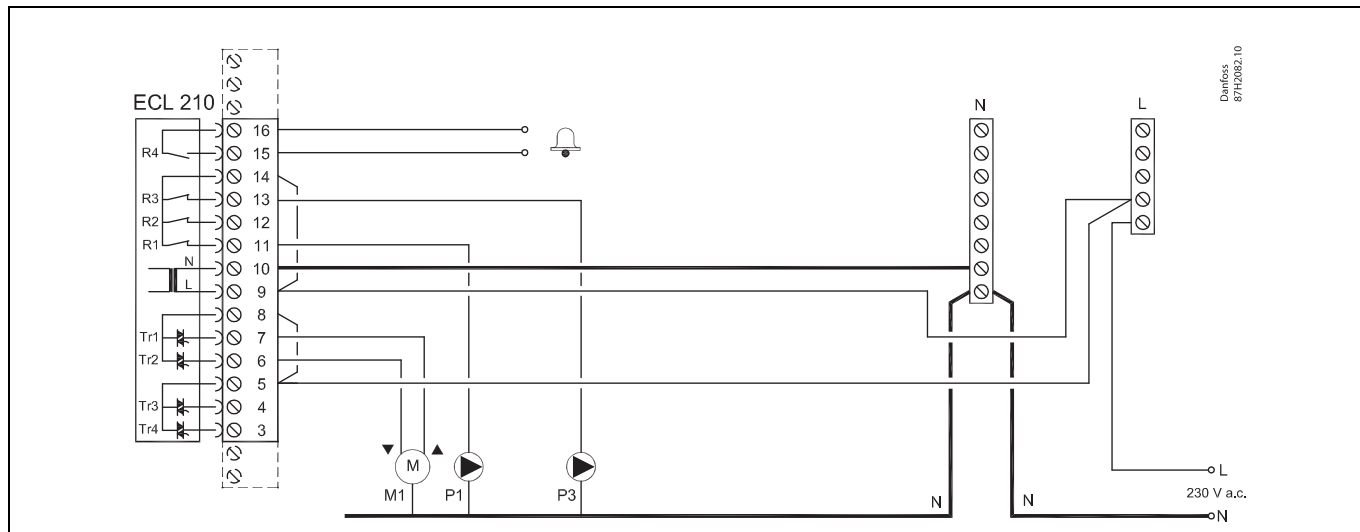 Danfoss
87H2082.10
ECL 210
N
L
16
R4
15
14
R3
13
R2
12
R1
11
N
10
L
9
8
Tr1
7
Tr2
6
5
Tr3
4
Tr4
3
M
M1
P1
P3
N
N
L
230 V a.c.
N